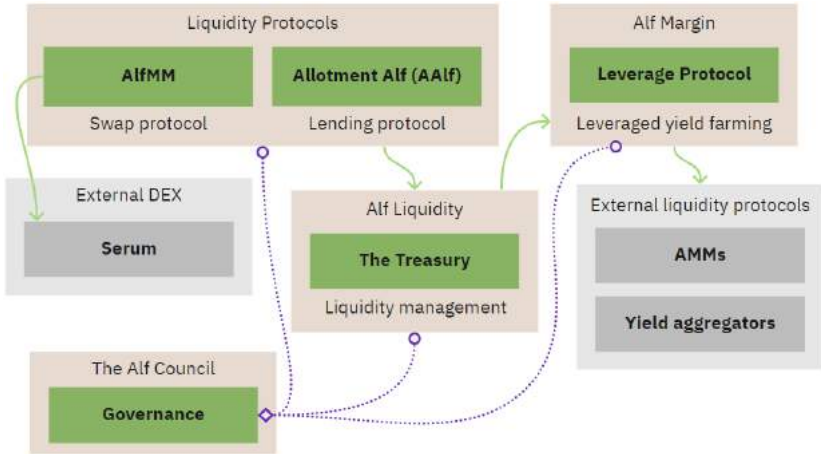 Liquidity Protocols
AlfMM
Swap protocol
Allotment Alf (AAlf)
Lending protocol
Alf Margin
Leverage Protocol
Leveraged yield farming
External DEX
Serum
Alf Liquidity
The Treasury
Liquidity management
External liquidity protocols
AMMs
Yield aggregators
The Alf Council
Governance